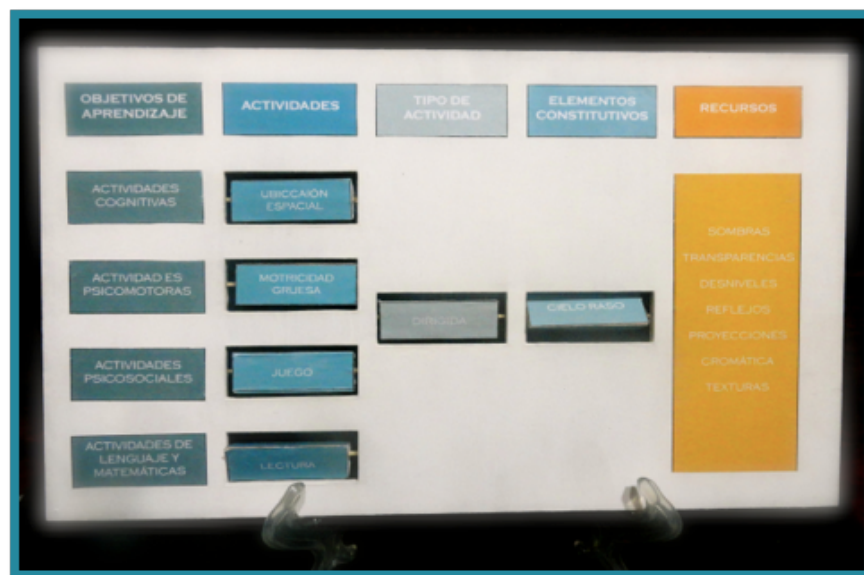 OBJETIVOS DE
APRENDIZAJE
ACTIVIDADES
TIPO DE
ACTIVIDAD
ELEMENTOS
CONSTITUTIVOS
RECURSOS
ACTIVIDADES
COGNITIVAS
UBICCAIÓN
ESPACIAL
ACTIVIDAD ES
PSICOMOTORAS
MOTRICIDAD
GRUESA
ACTIVIDADES
PSICOSOCIALES
JUEGO
ACTIVIDADES DE
LENGUAJE Y
MATEMÁTICAS
LECTURA
DIRIGIDA
CIELO RASO
SOMBRAS
TRANSPARENCIAS
DESNIVELES
REFLEJOS
PROYECCIONES
CROMÁTICA
TEXTURAS